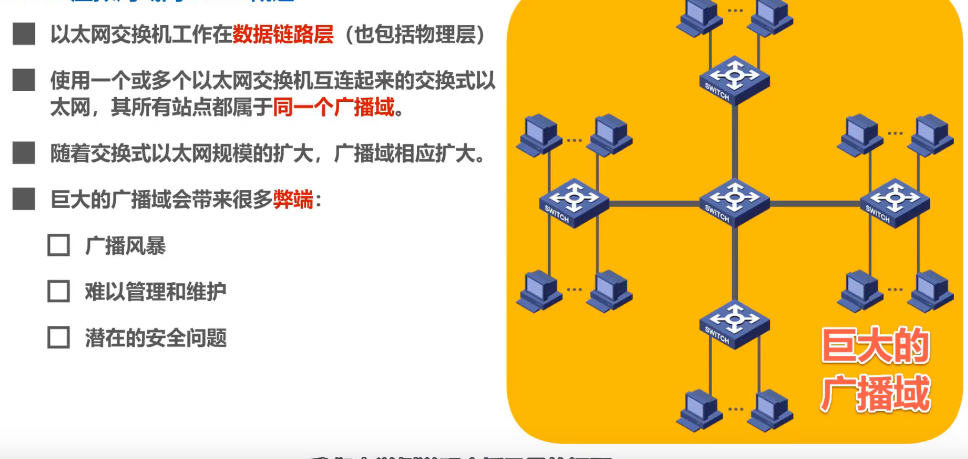 以太网交换机工作在数据链路层（也包括物理层）
使用一个或多个以太网交换机互连起来的交换式以
太网，其所有站点都属于同一个广播域。
随着交换式以太网规模的扩大，广播域相应扩大。
巨大的广播域会带来很多弊端：
广播风暴
难以管理和维护
潜在的安全问题
...
SWITCH
...
...
SWITCH
SWITCH
SWITCH
...
...
SWITCH
巨大的
广播域
...